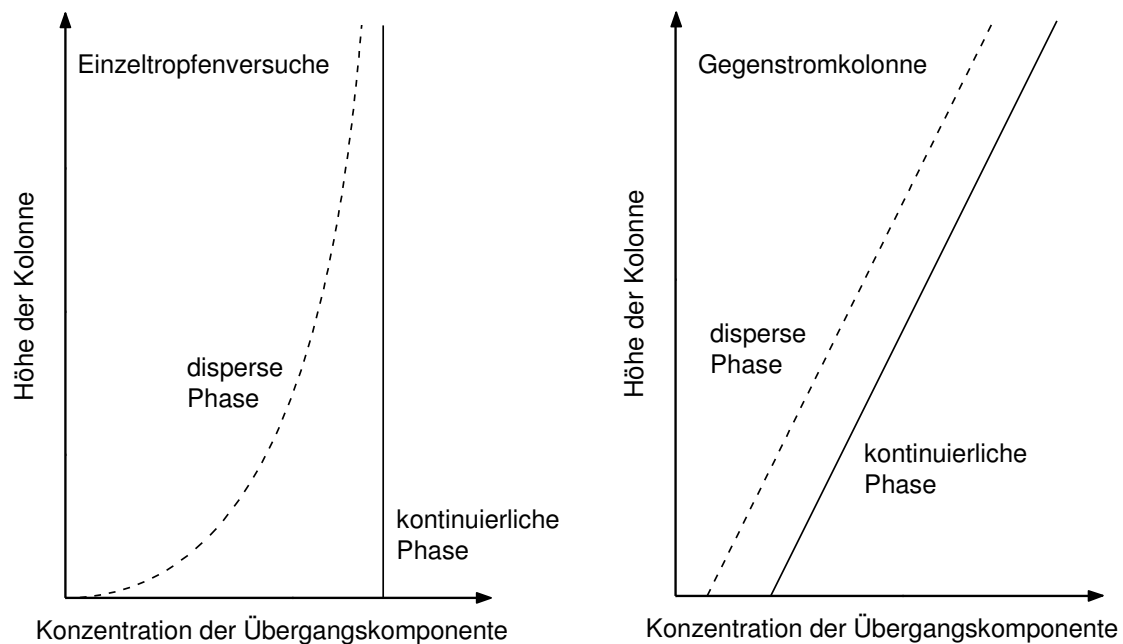 Einzeltropfenversuche
Höhe der Kolonne
disperse
Phase
kontinuierliche
Phase
Konzentration der Übergangskomponente
Gegenstromkolonne
Höhe der Kolonne
disperse
Phase
kontinuierliche
Phase
Konzentration der Übergangskomponente